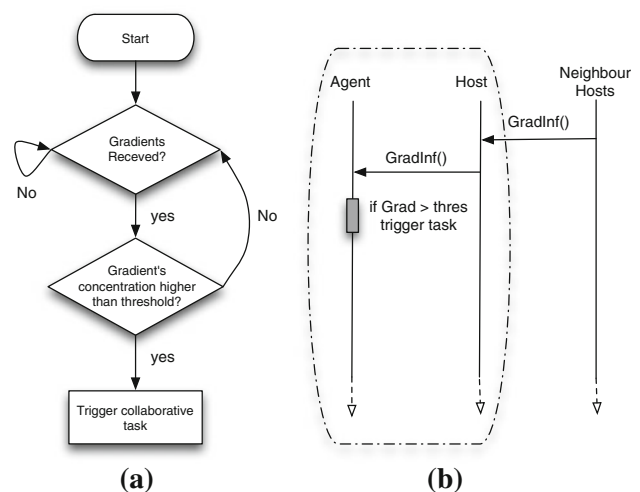 Start
Gradients
Receved?
No
yes
No
Gradient's
concentration higher
than threshold?
yes
Trigger collaborative
task
(a)
Agent
Host
Neighbour
Hosts
GradInf()
GradInf()
if Grad > thres
trigger task
(b)